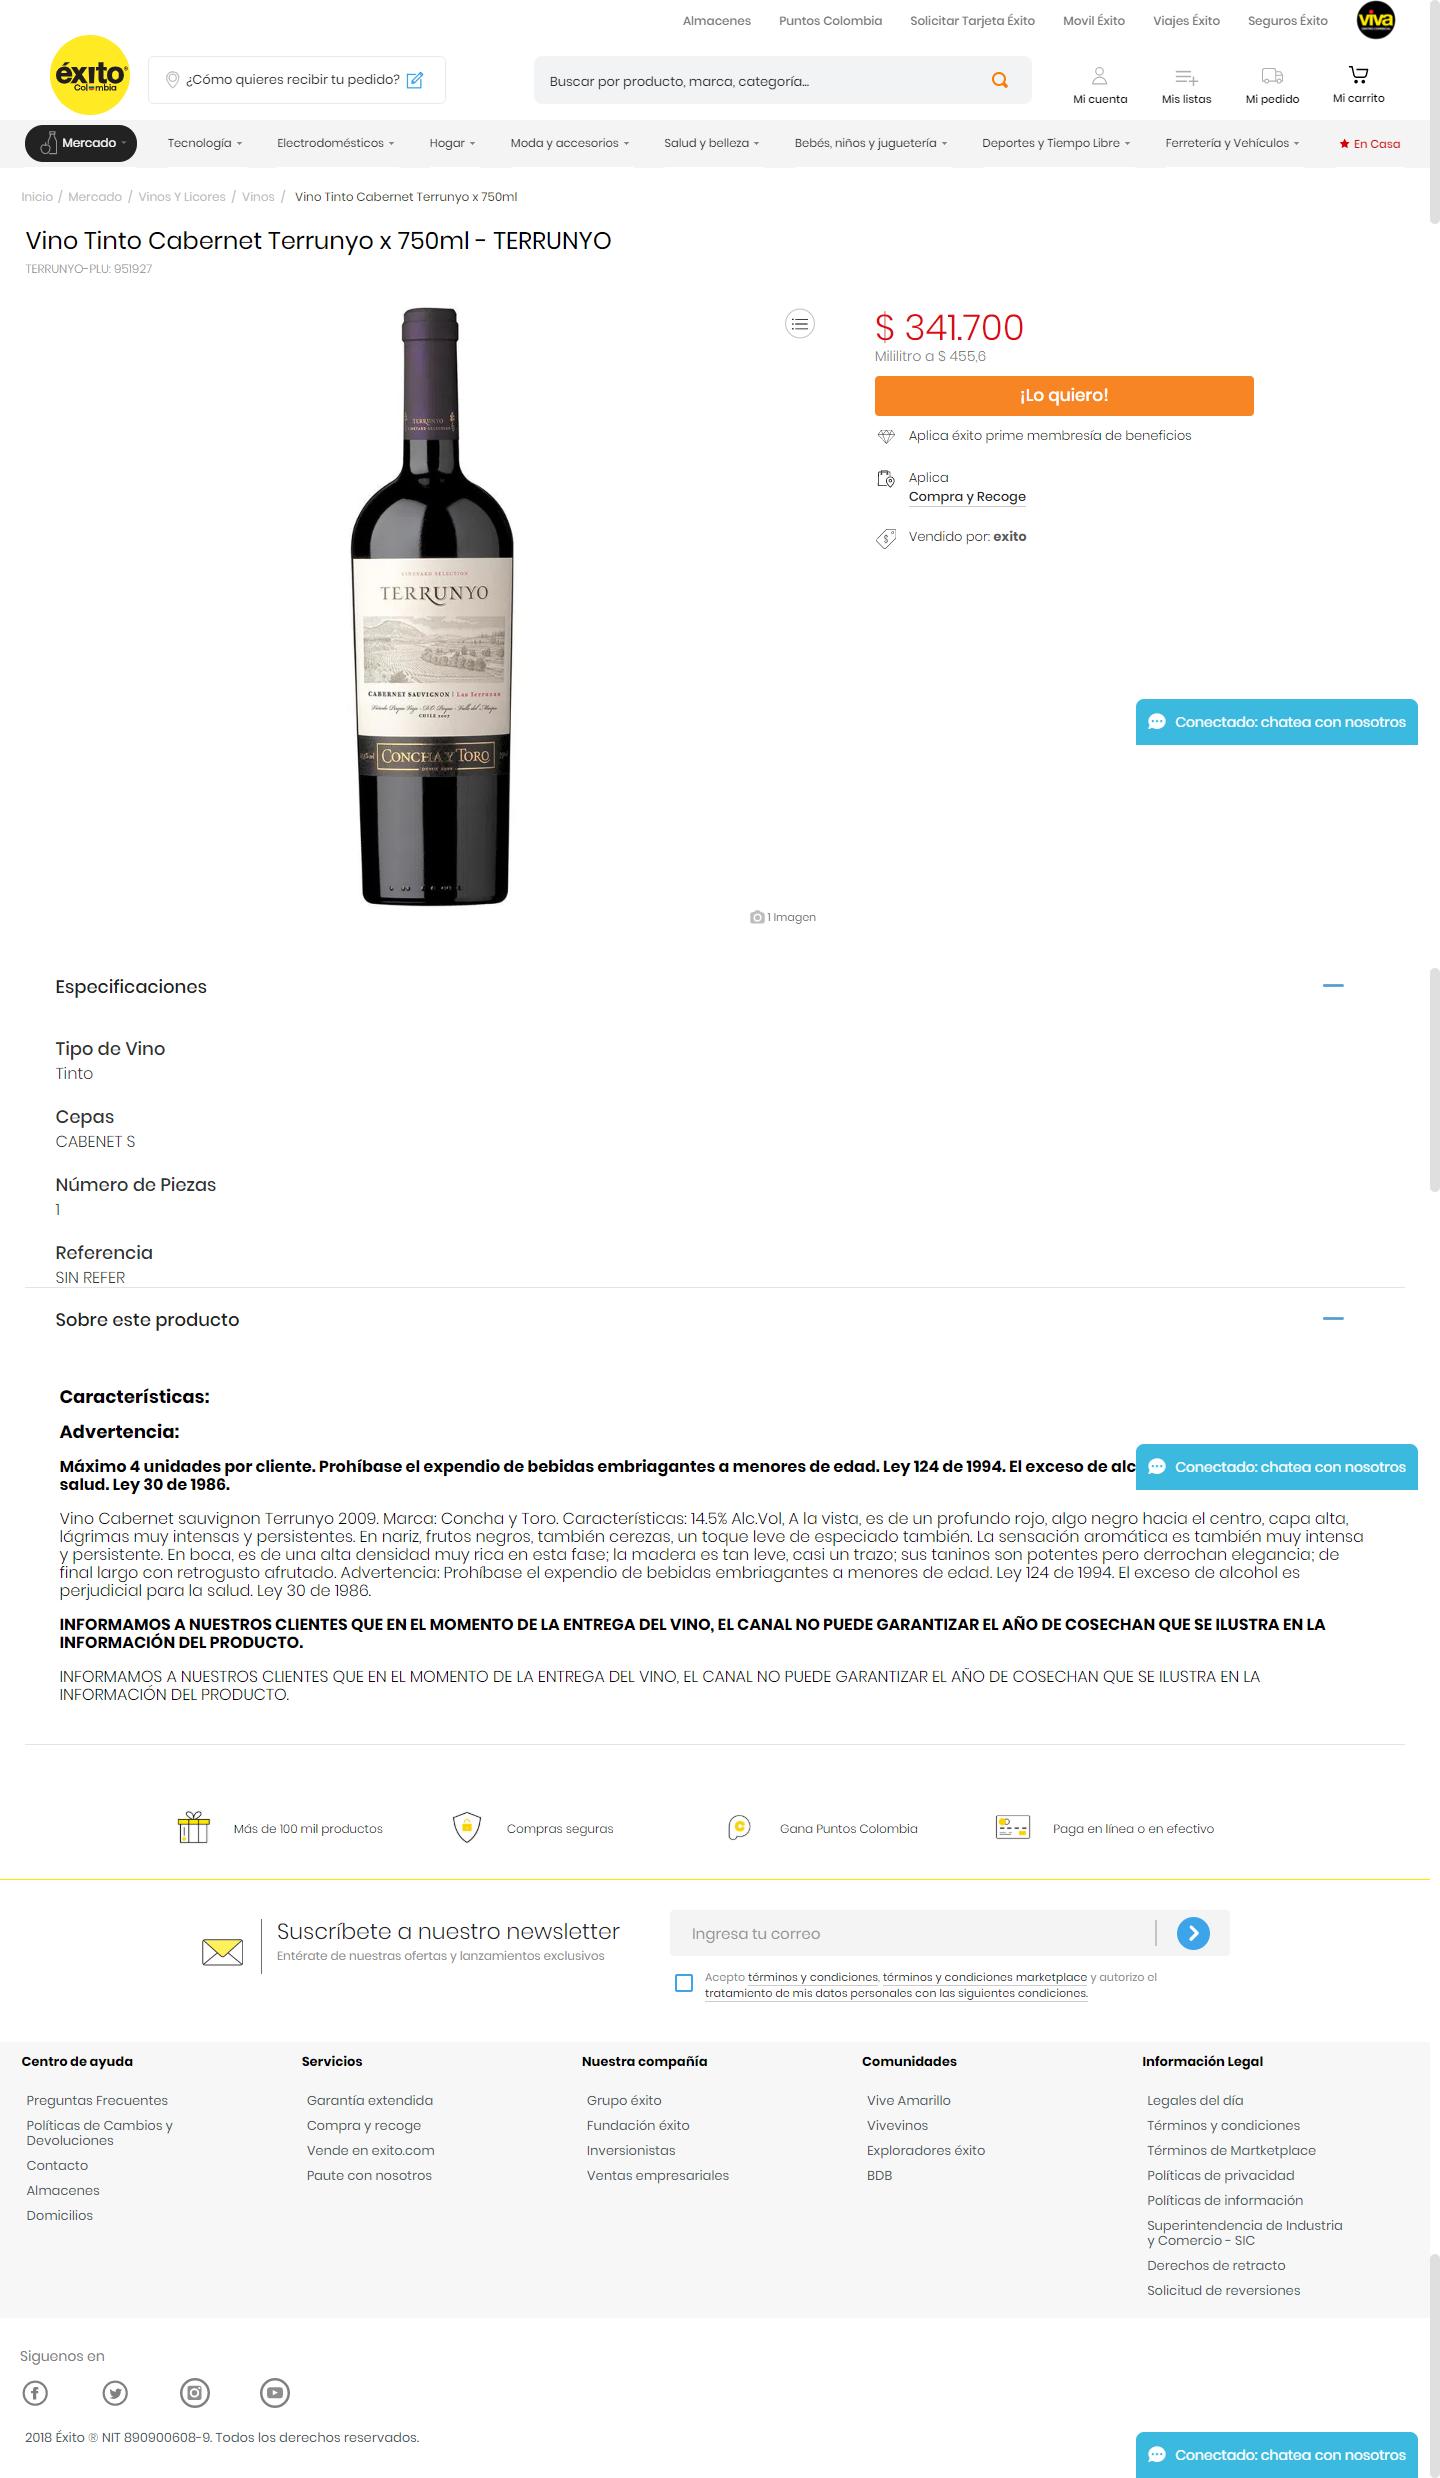 Almacenes Puntos Colombia Solicitar Tarjeta Éxito Movil Éxito Viajes Éxito Seguros Éxito viva
éxito
Colombia
¿Cómo quieres recibir tu pedido?
Buscar por producto, marca, categoría...
Mi cuenta Mis listas Mi pedido Mi carrito
Mercado Tecnología Electrodomésticos Hogar Moda y accesorios Salud y belleza Bebés, niños y juguetería Deportes y Tiempo Libre Ferretería y Vehículos En Casa
Inicio / Mercado / Vinos Y Licores / Vinos / Vino Tinto Cabernet Terrunyo x 750ml
Vino Tinto Cabernet Terrunyo x 750ml - TERRUNYO
TERRUNYO-PLU: 951927
TERRUNYO
VINEYARD SELECTION
VINEYARD SELECTION
TERRUNYO
CABERNET SAUVIGNON | Las Terrazas
CHILE 2007
CONCHA Y TORO
1 Imagen
$ 341.700
Mililitro a $ 455,6
¡Lo quiero!
Aplica éxito prime membresía de beneficios
Aplica
Compra y Recoge
Vendido por: exito
Conectado: chatea con nosotros
Especificaciones
Tipo de Vino
Tinto
Cepas
CABENET S
Número de Piezas
1
Referencia
SIN REFER
Sobre este producto
Características:
Advertencia:
Máximo 4 unidades por cliente. Prohíbase el expendio de bebidas embriagantes a menores de edad. Ley 124 de 1994. El exceso de alc
Conectado: chatea con nosotros
salud. Ley 30 de 1986.
Vino Cabernet sauvignon Terrunyo 2009. Marca: Concha y Toro. Características: 14.5% Alc.Vol, A la vista, es de un profundo rojo, algo negro hacia el centro, capa alta,
lágrimas muy intensas y persistentes. En nariz, frutos negros, también cerezas, un toque leve de especiado también. La sensación aromática es también muy intensa
y persistente. En boca, es de una alta densidad muy rica en esta fase; la madera es tan leve, casi un trazo; sus taninos son potentes pero derrochan elegancia; de
final largo con retrogusto afrutado. Advertencia: Prohíbase el expendio de bebidas embriagantes a menores de edad. Ley 124 de 1994. El exceso de alcohol es
perjudicial para la salud. Ley 30 de 1986.
INFORMAMOS A NUESTROS CLIENTES QUE EN EL MOMENTO DE LA ENTREGA DEL VINO, EL CANAL NO PUEDE GARANTIZAR EL AÑO DE COSECHAN QUE SE ILUSTRA EN LA
INFORMACIÓN DEL PRODUCTO.
INFORMAMOS A NUESTROS CLIENTES QUE EN EL MOMENTO DE LA ENTREGA DEL VINO, EL CANAL NO PUEDE GARANTIZAR EL AÑO DE COSECHAN QUE SE ILUSTRA EN LA
INFORMACIÓN DEL PRODUCTO.
Más de 100 mil productos Compras seguras Gana Puntos Colombia Paga en línea o en efectivo
Suscríbete a nuestro newsletter
Entérate de nuestras ofertas y lanzamientos exclusivos
Ingresa tu correo
Acepto términos y condiciones, términos y condiciones marketplace y autorizo el
tratamiento de mis datos personales con las siguientes condiciones.
Centro de ayuda
Preguntas Frecuentes
Políticas de Cambios y
Devoluciones
Contacto
Almacenes
Domicilios
Servicios
Garantía extendida
Compra y recoge
Vende en exito.com
Paute con nosotros
Nuestra compañía
Grupo éxito
Fundación éxito
Inversionistas
Ventas empresariales
Comunidades
Vive Amarillo
Vivevinos
Exploradores éxito
BDB
Información Legal
Legales del día
Términos y condiciones
Términos de Martketplace
Políticas de privacidad
Políticas de información
Superintendencia de Industria
y Comercio - SIC
Derechos de retracto
Solicitud de reversiones
Siguenos en
2018 Éxito ® NIT 890900608-9. Todos los derechos reservados.
Conectado: chatea con nosotros